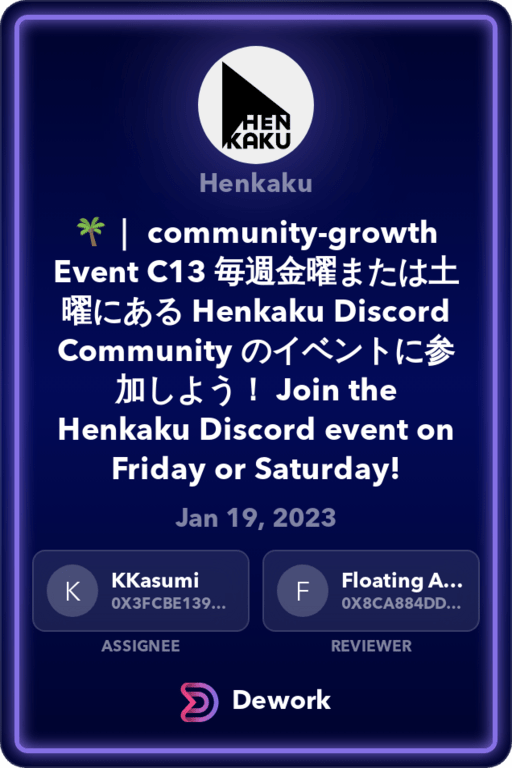 HEN
KAKU
Henkaku
🌴｜ community-growth
Event C13 毎週金曜または土
曜にある Henkaku Discord
Community のイベントに参
加しよう！ Join the
Henkaku Discord event on
Friday or Saturday!
Jan 19, 2023
K
KKasumi
0X3FCBE139...
F
Floating A...
0X8CA884DD...
ASSIGNEE
REVIEWER
Dework